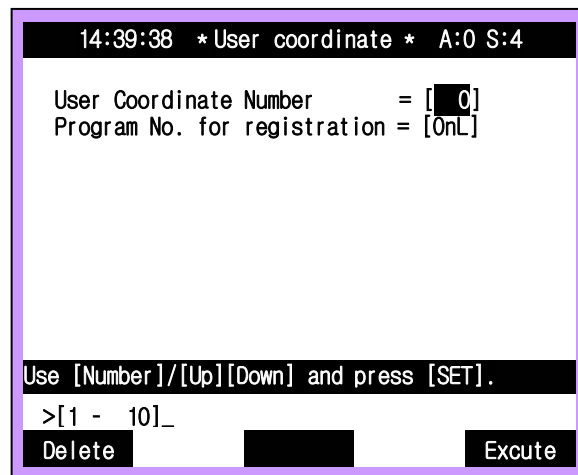 14:39:38 *User coordinate * A:0 S:4
User Coordinate Number = [ 0]
Program No. for registration = [OnL]
Use [Number]/[Up][Down] and press [SET].
>[1 - 10]_
Delete Excute